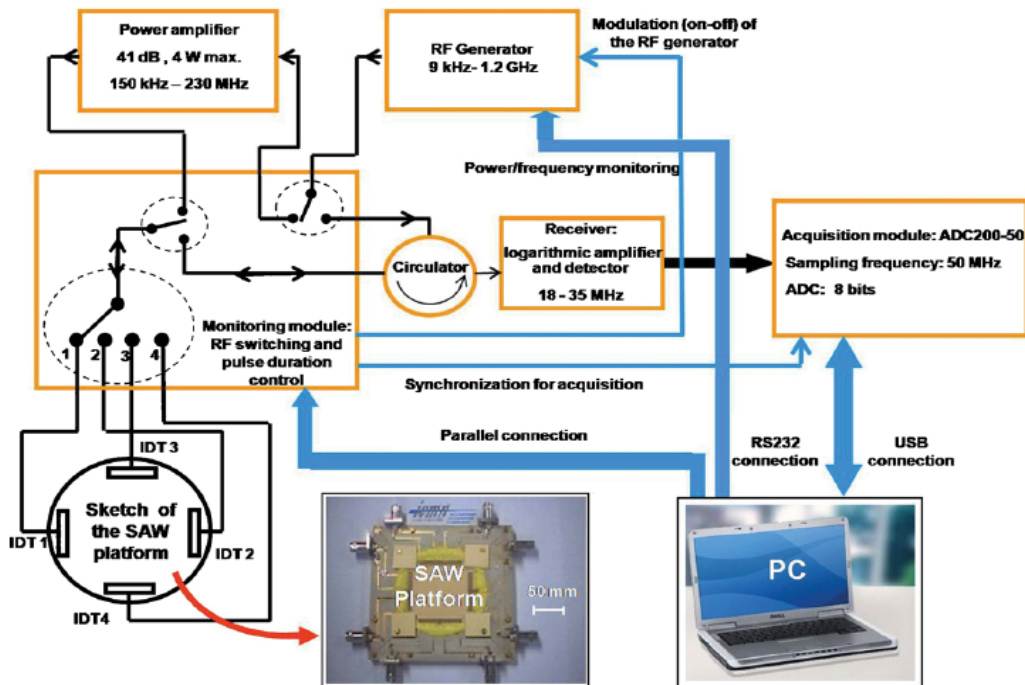 Power amplifier
41 dB , 4 W max.
150 kHz – 230 MHz
RF Generator
9 kHz- 1.2 GHz
Modulation (on-off) of
the RF generator
Power/frequency monitoring
Receiver:
logarithmic amplifier
and detector
18 - 35 MHz
Acquisition module: ADC200-50
Sampling frequency: 50 MHz
ADC: 8 bits
Circulator
Monitoring module:
RF switching and
pulse duration
control
1 2 3 4
Synchronization for acquisition
Parallel connection
RS232
connection
USB
connection
IDT 3
Sketch of
the SAW
platform
IDT 1
IDT 2
IDT4
SAW
Platform
50 mm
PC
DELL